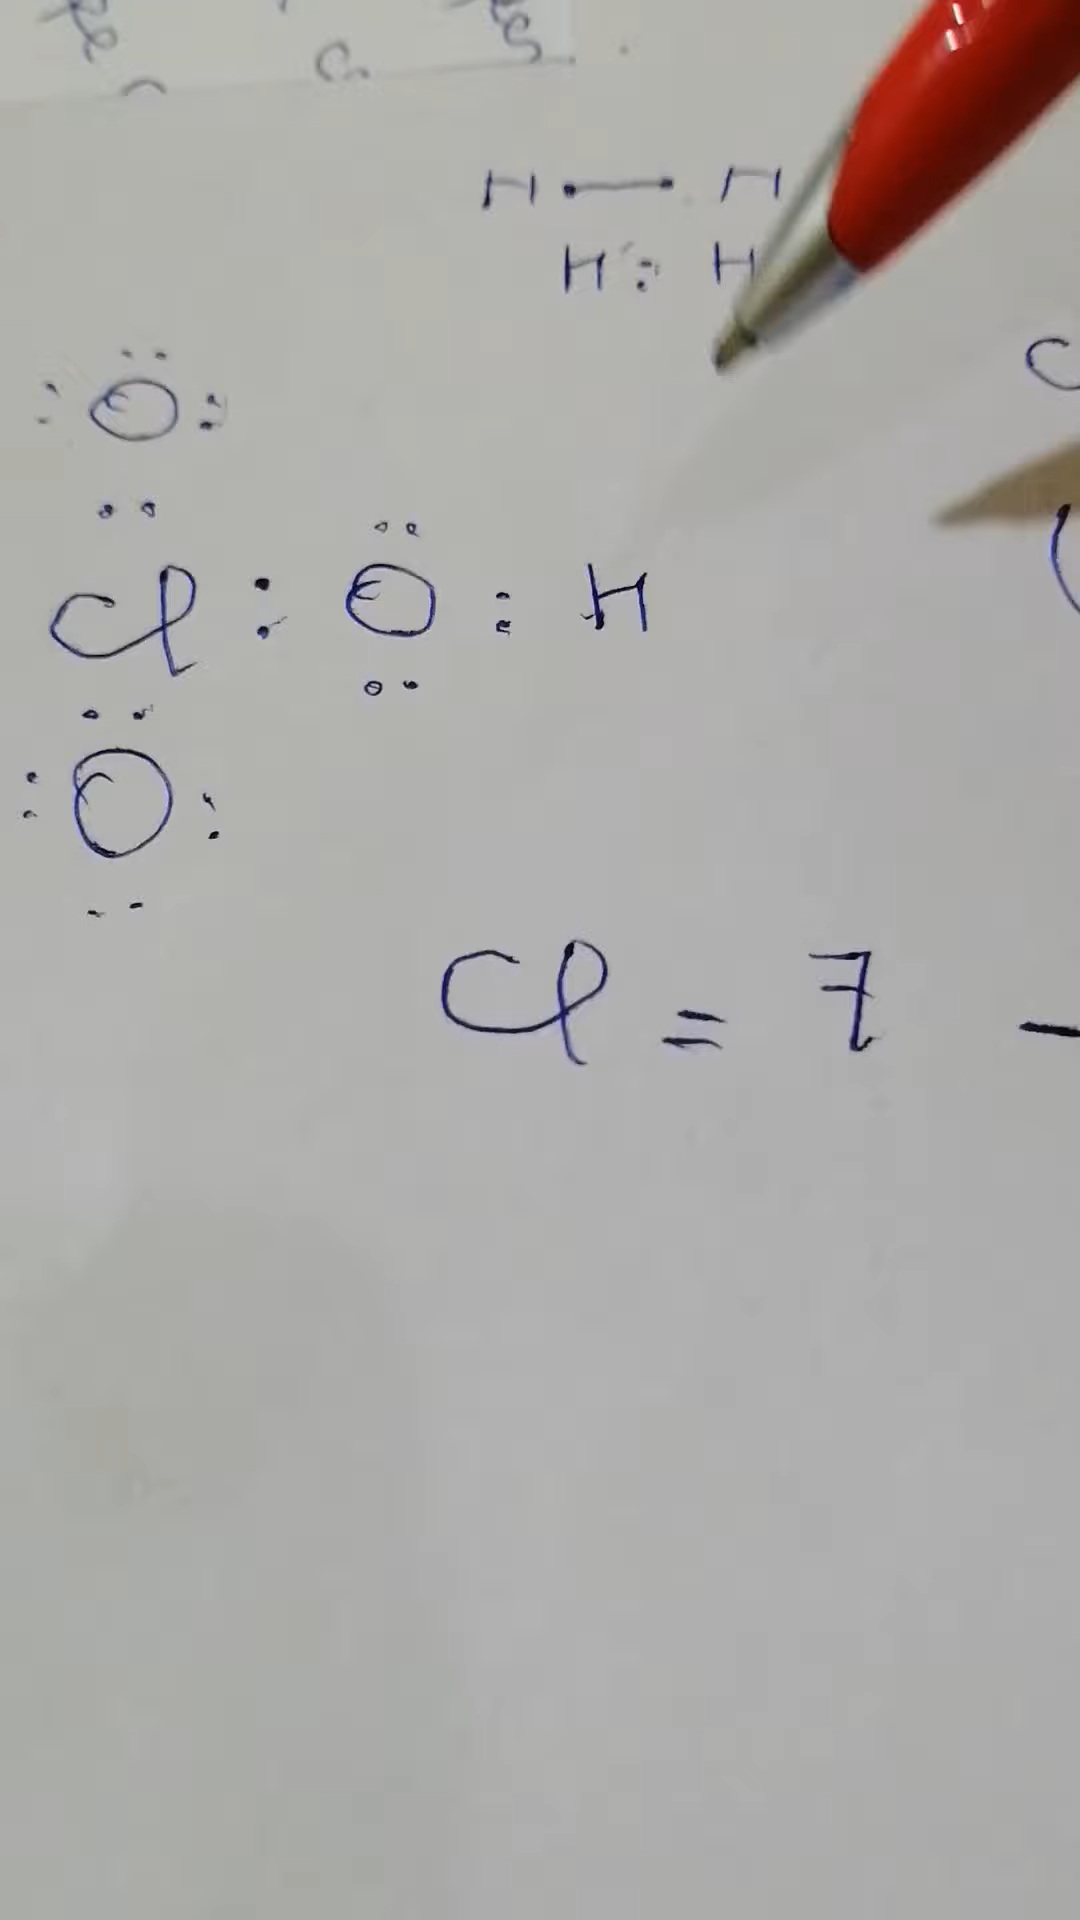 H — H
H : H
O
Cl : O : H
O
Cl = 7 -